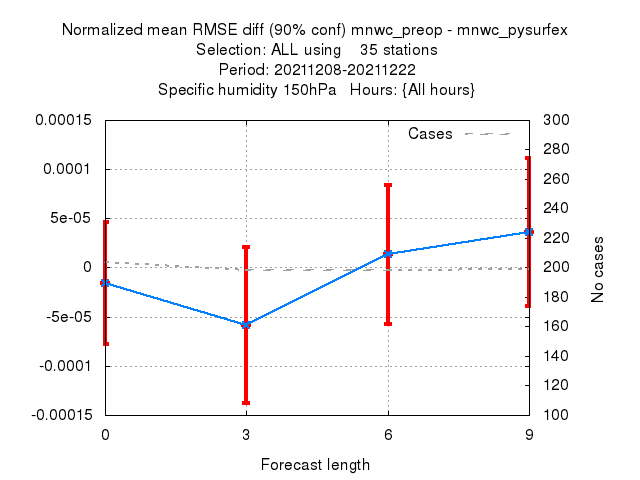 Normalized mean RMSE diff (90% conf) mnwc_preop - mnwc_pysurfex
Selection: ALL using    35 stations
Period: 20211208-20211222
Specific humidity 150hPa   Hours: {All hours}
0.00015
0.0001
5e-05
0
-5e-05
-0.0001
-0.00015
Cases
300
280
260
240
220
200
180
160
140
120
100
No cases
0 3 6 9
Forecast length